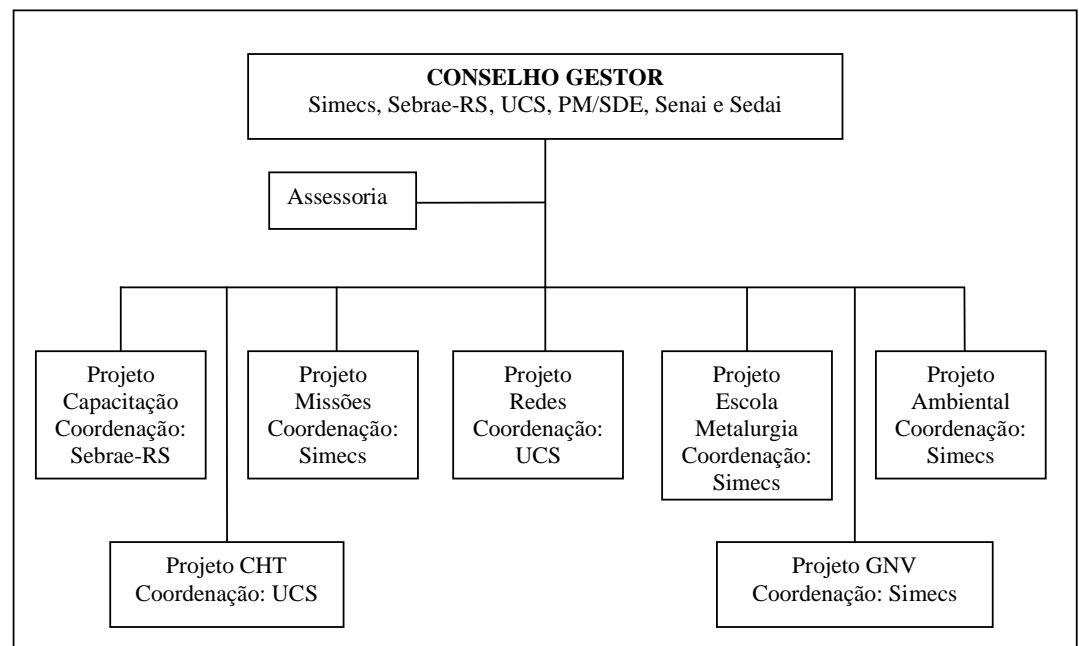 CONSELHO GESTOR
Simecs, Sebrae-RS, UCS, PM/SDE, Senai e Sedai
Assessoria
Projeto
Capacitação
Coordenação:
Sebrae-RS
Projeto
Missões
Coordenação:
Simecs
Projeto
Redes
Coordenação:
UCS
Projeto
Escola
Metalurgia
Coordenação:
Simecs
Projeto
Ambiental
Coordenação:
Simecs
Projeto CHT
Coordenação: UCS
Projeto GNV
Coordenação: Simecs